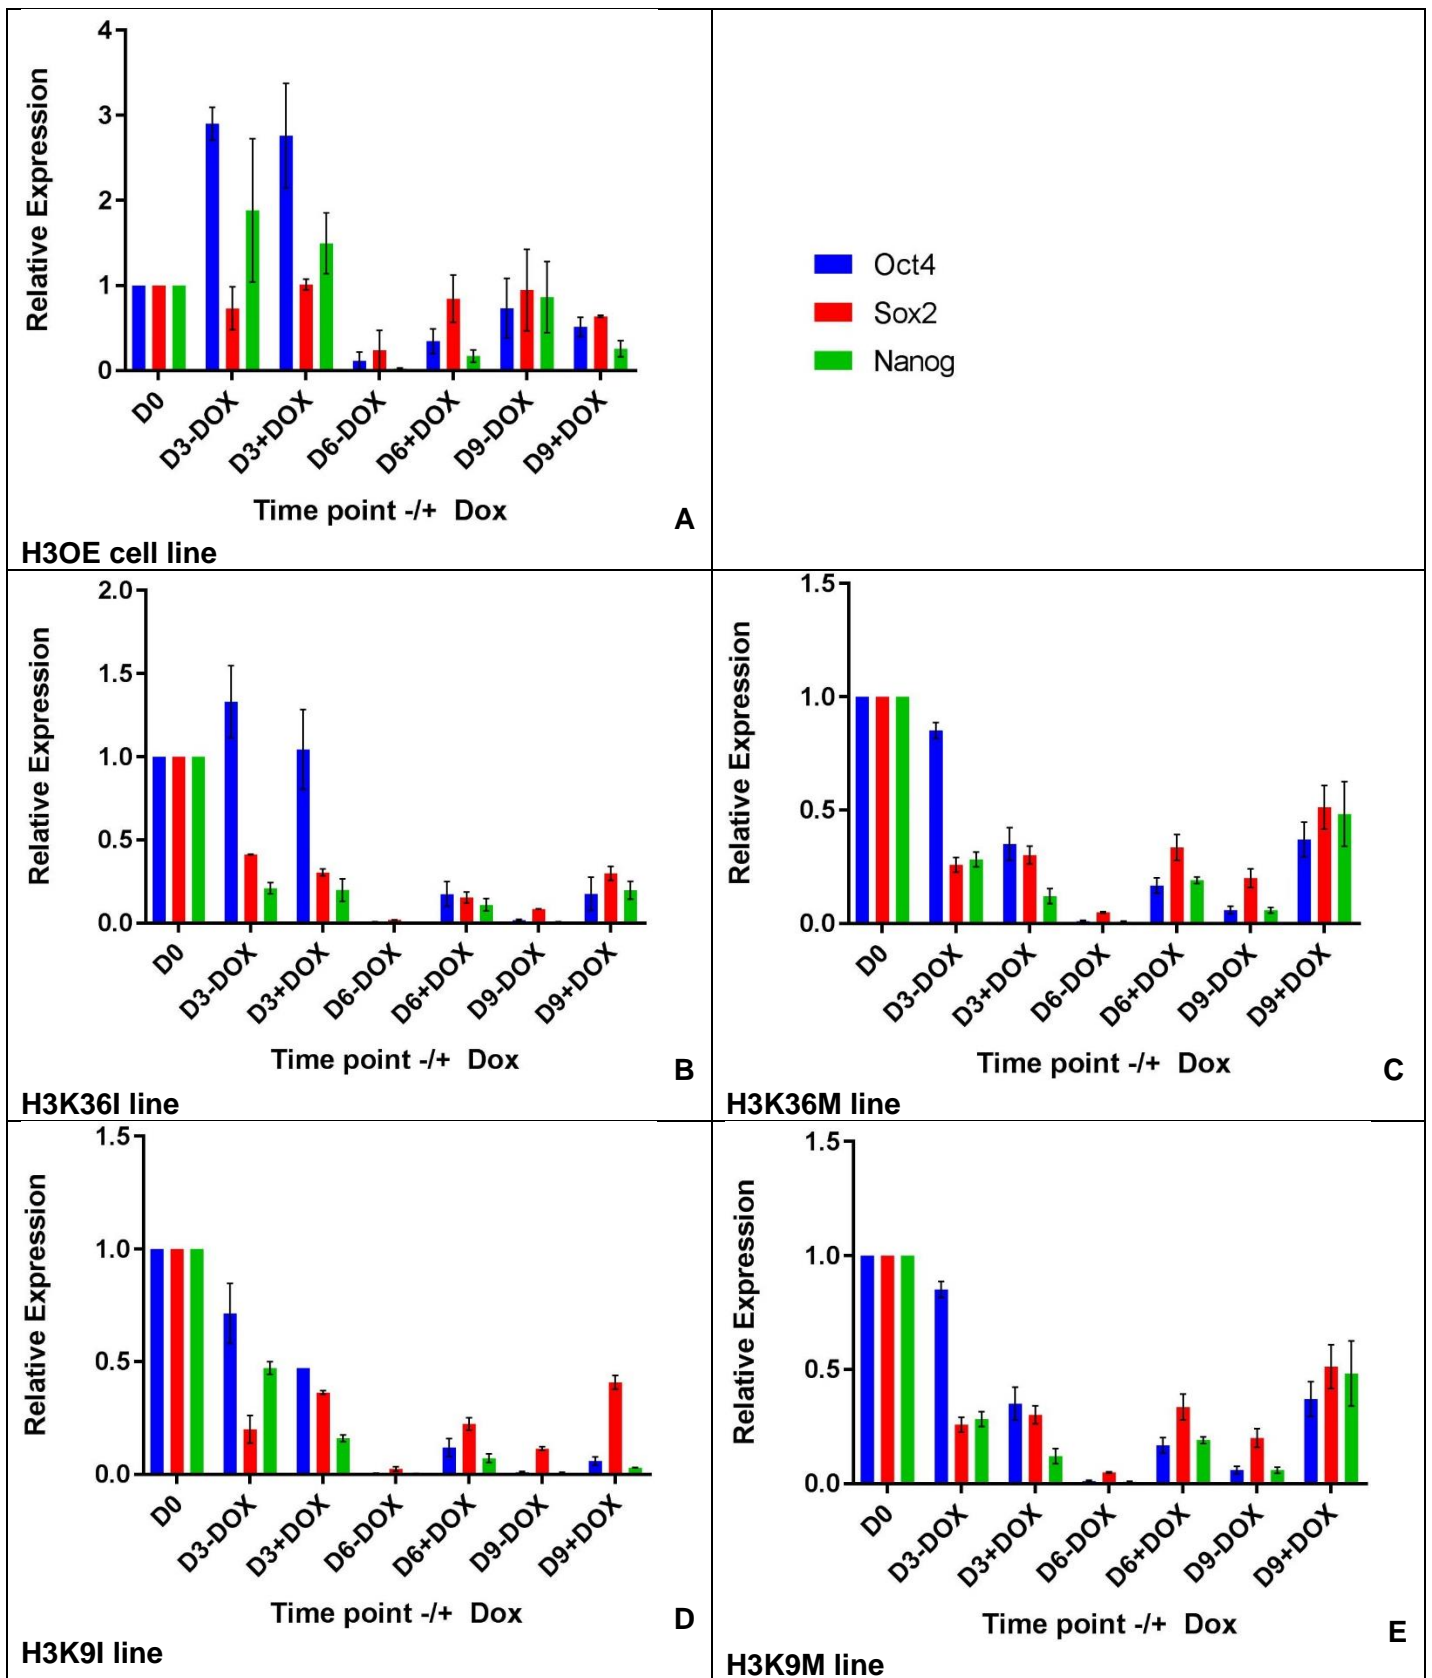 4
3
2
1
0
Relative Expression
D0
D3-DOX
D3+DOX
D6-DOX
D6+DOX
D9-DOX
D9+DOX
Time point -/+ Dox
A
H3OE cell line
Oct4
Sox2
Nanog
2.0
1.5
1.0
0.5
0.0
Relative Expression
D0
D3-DOX
D3+DOX
D6-DOX
D6+DOX
D9-DOX
D9+DOX
Time point -/+ Dox
B
H3K36I line
1.5
1.0
0.5
0.0
Relative Expression
D0
D3-DOX
D3+DOX
D6-DOX
D6+DOX
D9-DOX
D9+DOX
Time point -/+ Dox
C
H3K36M line
1.5
1.0
0.5
0.0
Relative Expression
D0
D3-DOX
D3+DOX
D6-DOX
D6+DOX
D9-DOX
D9+DOX
Time point -/+ Dox
D
H3K9I line
1.5
1.0
0.5
0.0
Relative Expression
D0
D3-DOX
D3+DOX
D6-DOX
D6+DOX
D9-DOX
D9+DOX
Time point -/+ Dox
E
H3K9M line